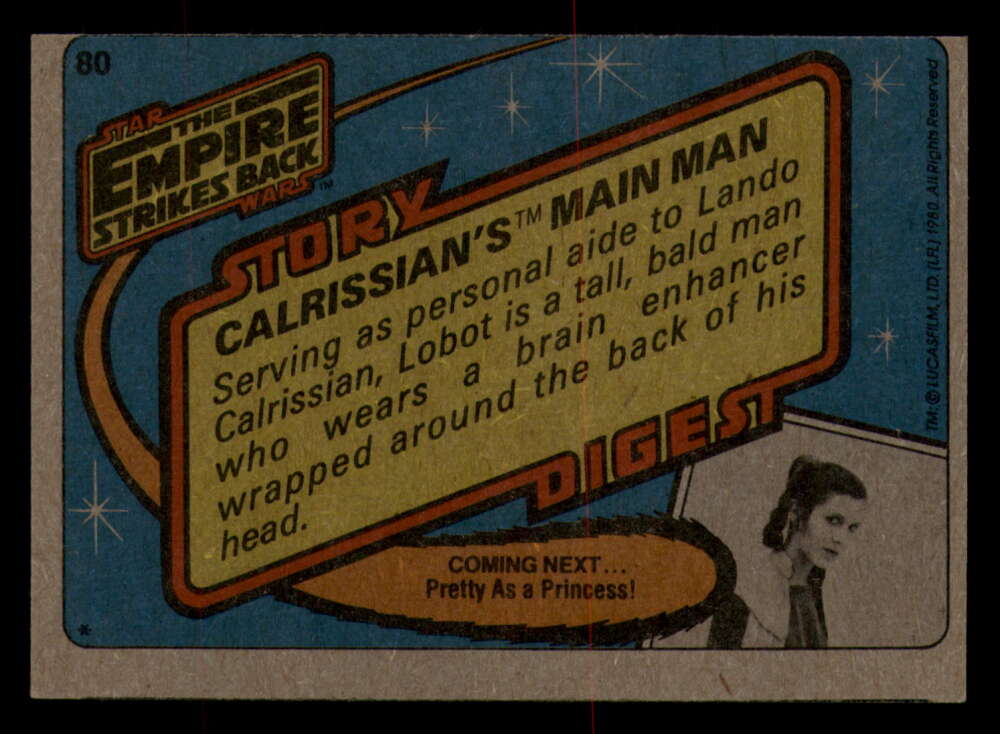 80
STAR
THE
EMPIRE
STRIKES BACK
WARS™
STORY
CALRISSIAN'S™ MAIN MAN
Serving as personal aide to Lando
Calrissian, Lobot is a tall, bald man
who wears a brain enhancer
wrapped around the back of his
head.
DIGEST
COMING NEXT...
Pretty As a Princess!
*
TM: © LUCASFILM, LTD. (LFL) 1980. All Rights Reserved